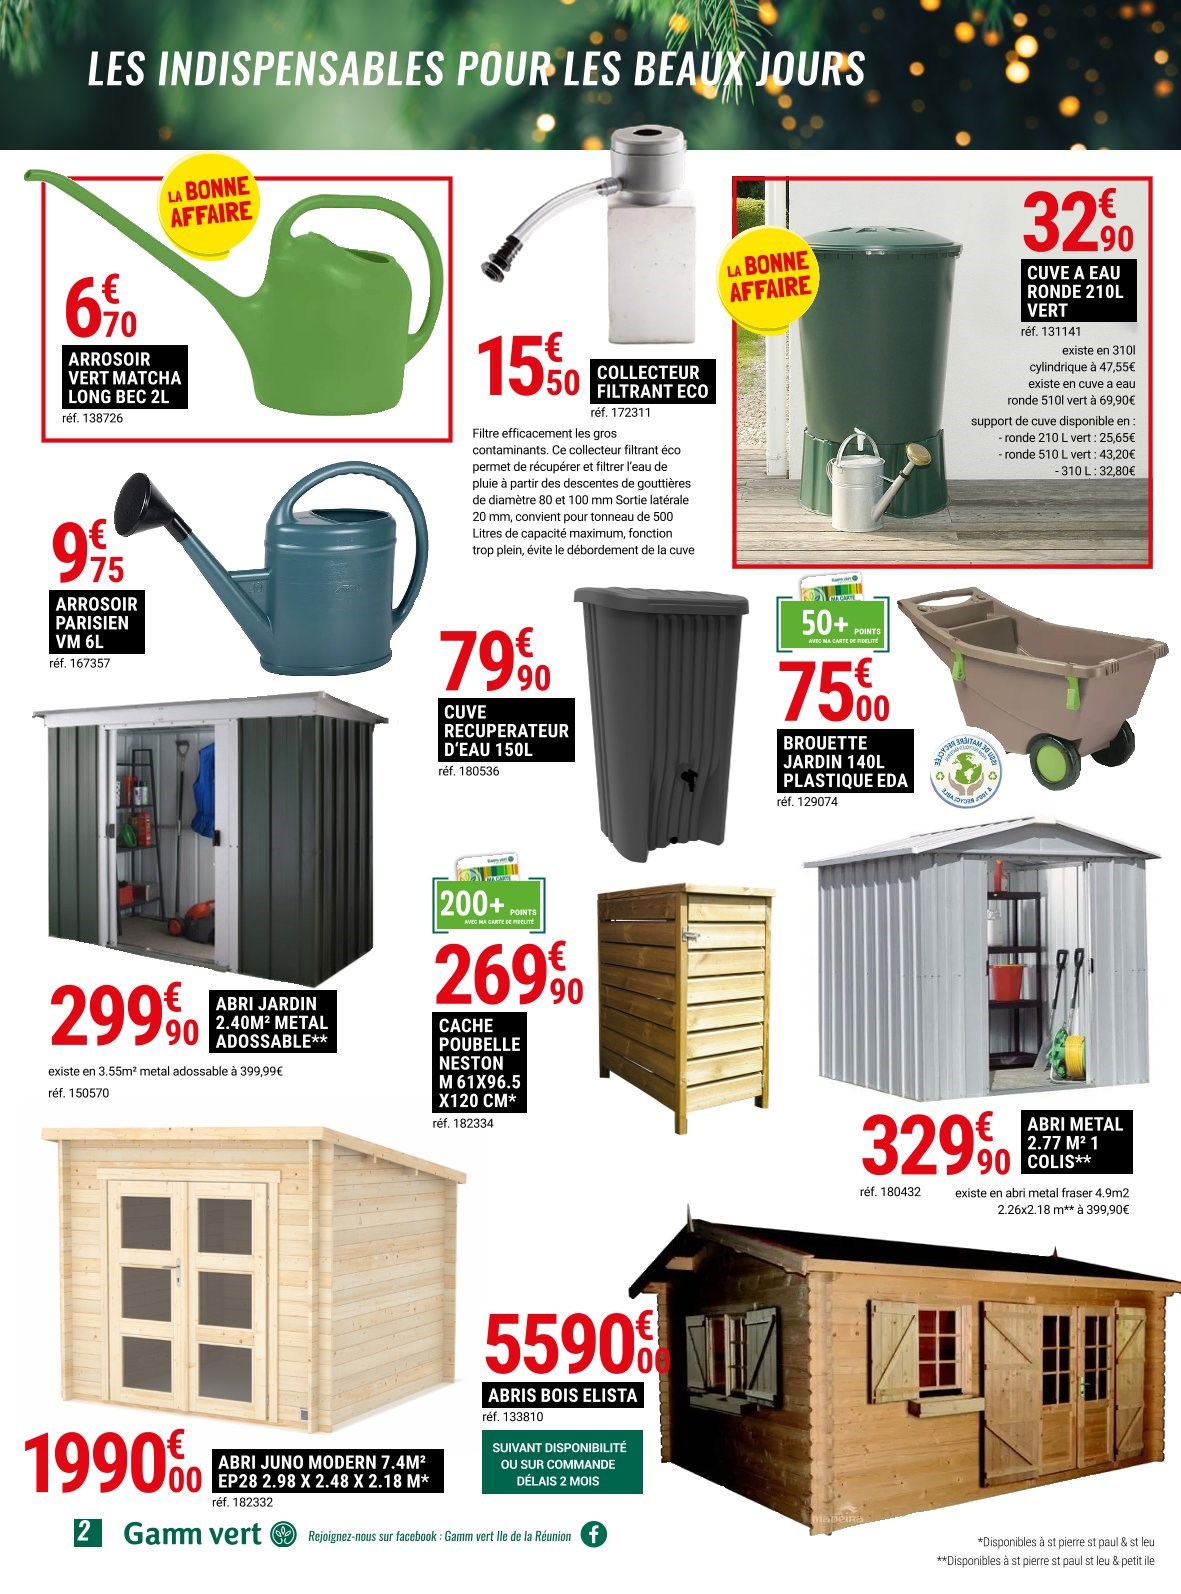 LES INDISPENSABLES POUR LES BEAUX JOURS
LA BONNE
AFFAIRE
6€70
ARROSOIR
VERT MATCHA
LONG BEC 2L
réf. 138726
15€50
COLLECTEUR
FILTRANT ECO
réf. 172311
Filtre efficacement les gros
contaminants. Ce collecteur filtrant éco
permet de récupérer et filtrer l'eau de
pluie à partir des descentes de gouttières
de diamètre 80 et 100 mm Sortie latérale
20 mm, convient pour tonneau de 500
Litres de capacité maximum, fonction
trop plein, évite le débordement de la cuve
LA BONNE
AFFAIRE
32€90
CUVE A EAU
RONDE 210L
VERT
réf. 131141
existe en 310l
cylindrique à 47,55€
existe en cuve a eau
ronde 510l vert à 69,90€
support de cuve disponible en :
- ronde 210 L vert : 25,65€
- ronde 510 L vert : 43,20€
- 310 L : 32,80€
9€75
ARROSOIR
PARISIEN
VM 6L
réf. 167357
79€90
CUVE
RECUPERATEUR
D'EAU 150L
réf. 180536
Gamm vert
MA CARTE
50+ POINTS
AVEC MA CARTE DE FIDELITÉ
75€00
BROUETTE
JARDIN 140L
PLASTIQUE EDA
réf. 129074
299€90
ABRI JARDIN
2.40M² METAL
ADOSSABLE**
existe en 3.55m² metal adossable à 399,99€
réf. 150570
Gamm vert
MA CARTE
200+ POINTS
AVEC MA CARTE DE FIDELITÉ
269€90
CACHE
POUBELLE
NESTON
M 61X96.5
X120 CM*
réf. 182334
329€90
ABRI METAL
2.77 M² 1
COLIS**
réf. 180432
existe en abri metal fraser 4.9m2
2.26x2.18 m** à 399,90€
1990€00
ABRI JUNO MODERN 7.4M²
EP28 2.98 X 2.48 X 2.18 M*
réf. 182332
5590€00
ABRIS BOIS ELISTA
réf. 133810
SUIVANT DISPONIBILITÉ
OU SUR COMMANDE
DÉLAIS 2 MOIS
2 Gamm vert Rejoignez-nous sur facebook : Gamm vert Ile de la Réunion
*Disponibles à st pierre st paul & st leu
**Disponibles à st pierre st paul st leu & petit ile